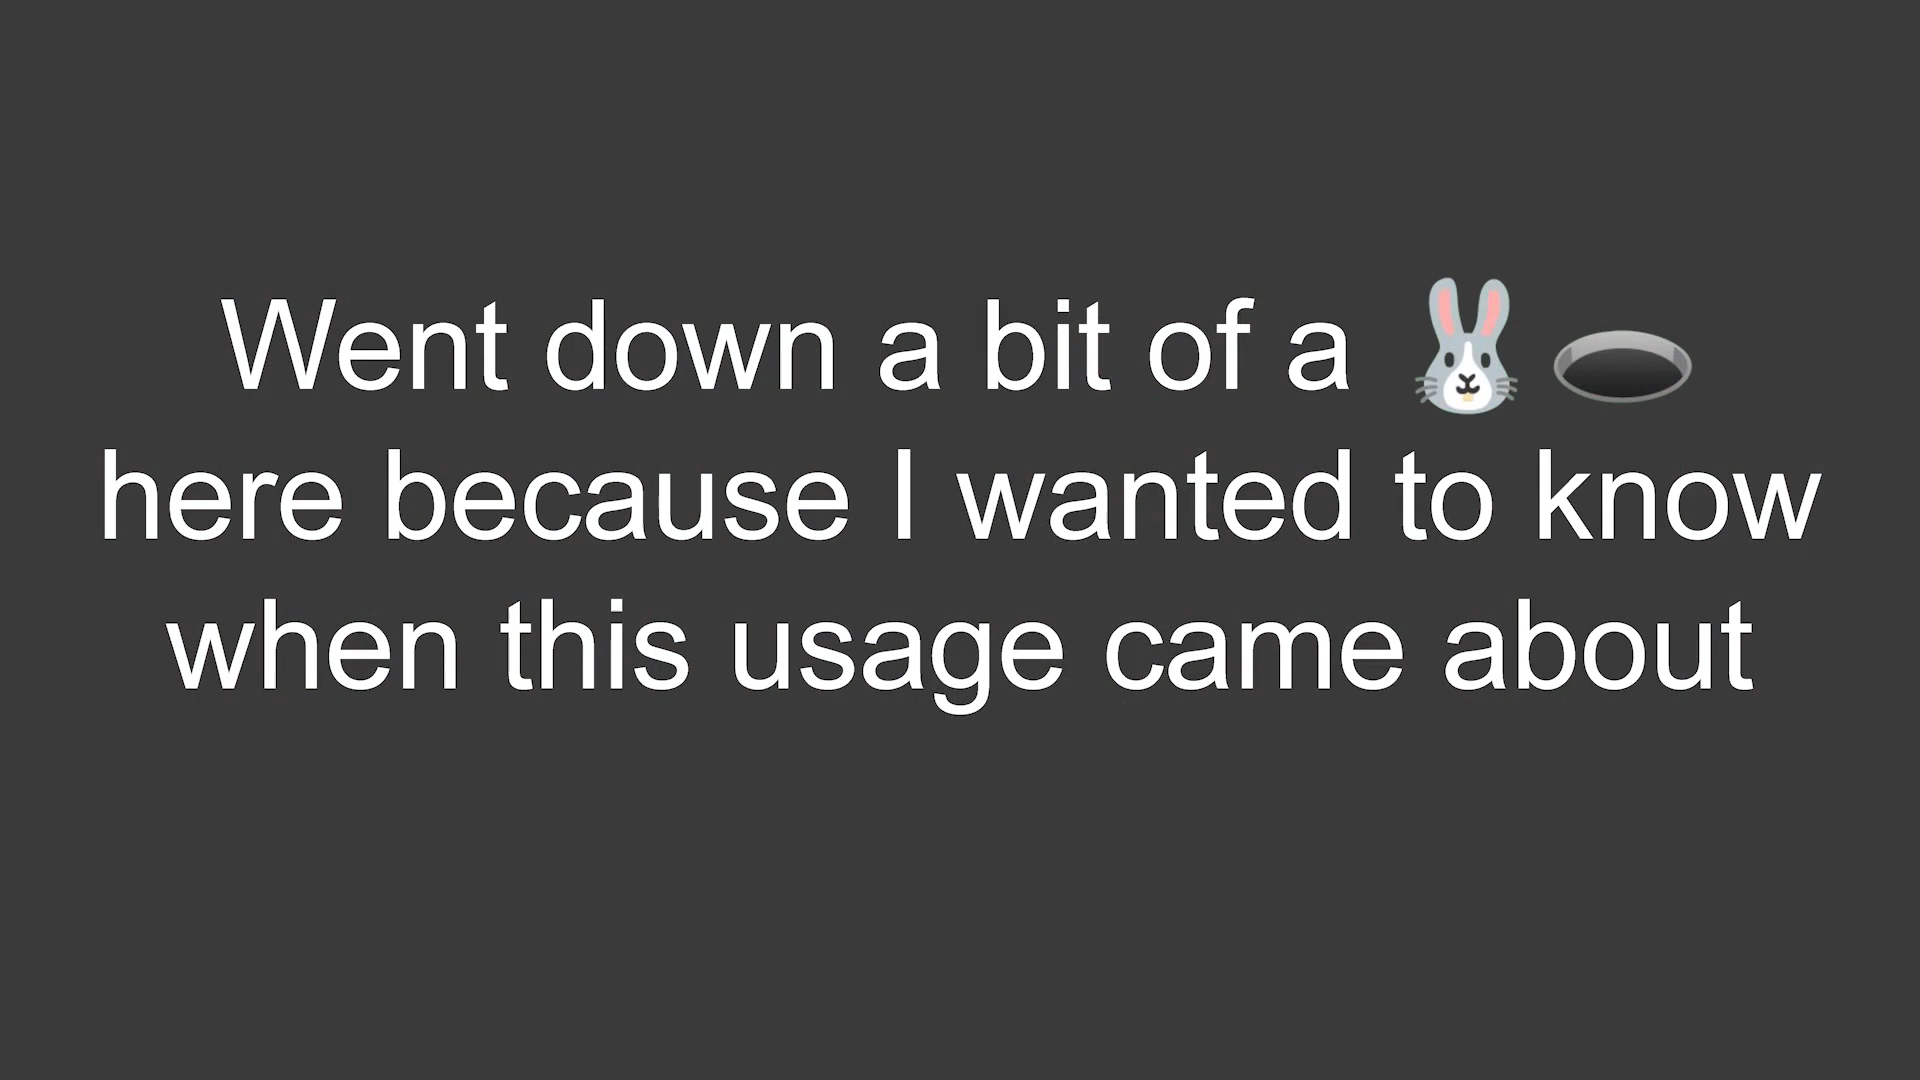 Went down a bit of a 🐰🕳️
here because I wanted to know
when this usage came about